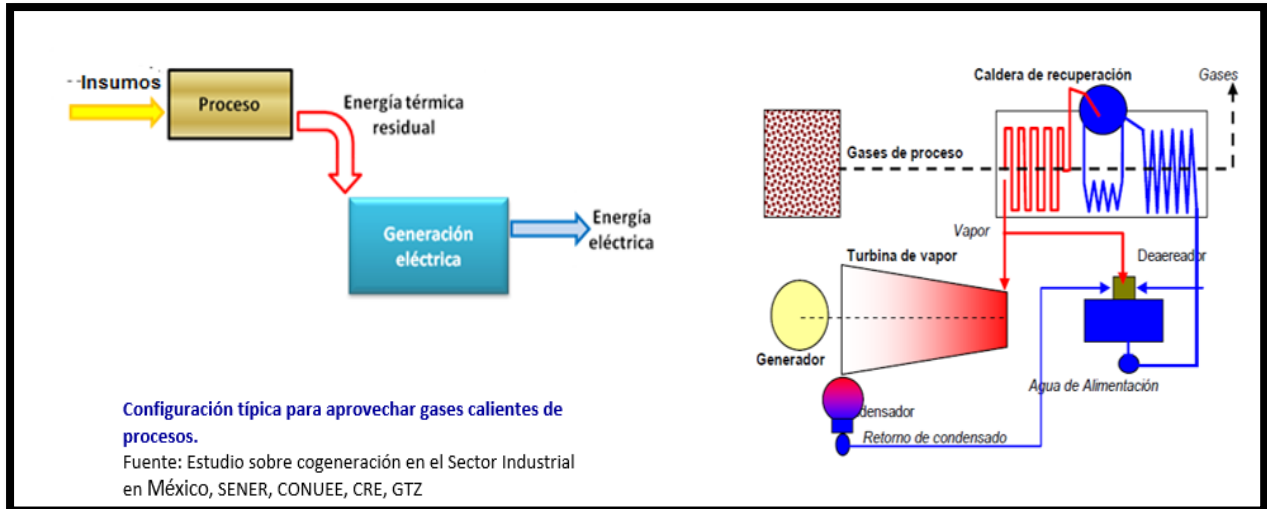 Insumos
Proceso
Energía térmica
residual
Generación
eléctrica
Energía
eléctrica
Configuración típica para aprovechar gases calientes de
procesos.
Fuente: Estudio sobre cogeneración en el Sector Industrial
en México, SENER, CONUEE, CRE, GTZ
Caldera de recuperación
Gases
Gases de proceso
Vapor
Turbina de vapor
Deaereador
Generador
Agua de Alimentación
densador
Retorno de condensado